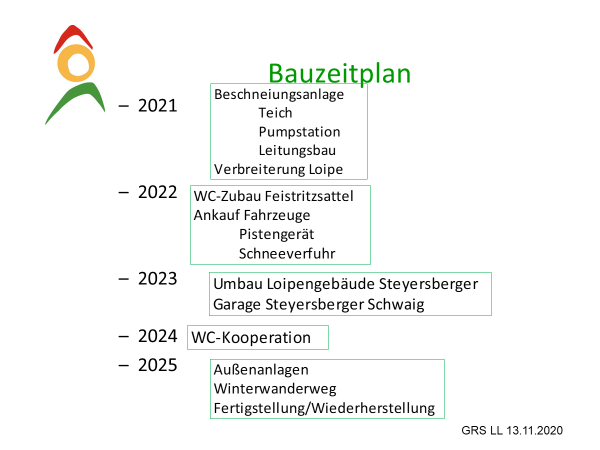 Bauzeitplan
– 2021
Beschneiungsanlage
Teich
Pumpstation
Leitungsbau
Verbreiterung Loipe
– 2022
WC-Zubau Feistritzsattel
Ankauf Fahrzeuge
Pistengerät
Schneeverfuhr
– 2023
Umbau Loipengebäude Steyersberger
Garage Steyersberger Schwaig
– 2024
WC-Kooperation
– 2025
Außenanlagen
Winterwanderweg
Fertigstellung/Wiederherstellung
GRS LL 13.11.2020